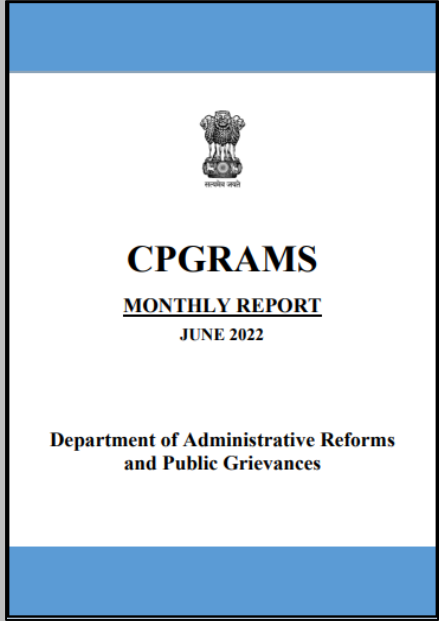 सत्यमेव जयते
CPGRAMS
MONTHLY REPORT
JUNE 2022
Department of Administrative Reforms
and Public Grievances